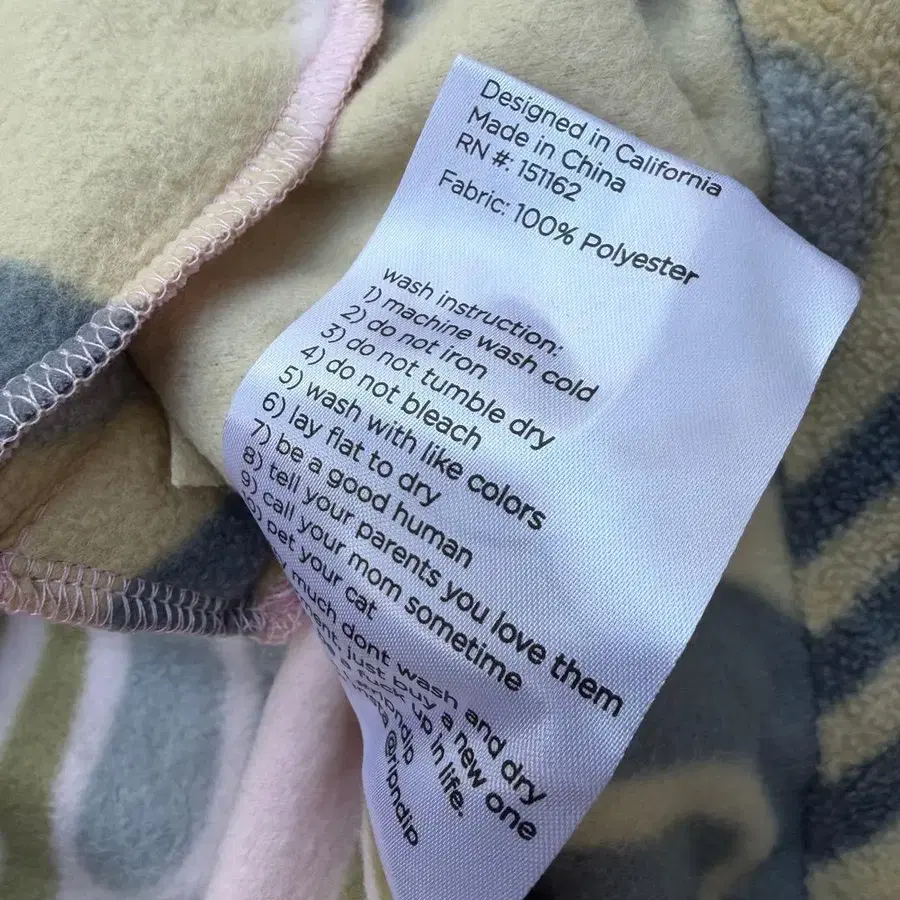 Designed in California
Made in China
RN #: 151162
Fabric: 100% Polyester
wash instruction:
1) machine wash cold
2) do not iron
3) do not tumble dry
4) do not bleach
5) wash with like colors
6) lay flat to dry
7) be a good human
8) tell your parents you love them
9) call your mom sometime
pet your cat
much dont wash and dry
just buy a new one
up in life.
@ripndip